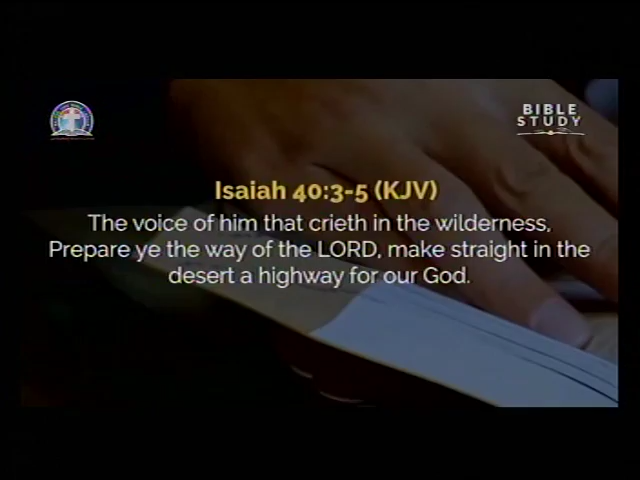 BIBLE
STUDY
Isaiah 40:3-5 (KJV)
The voice of him that crieth in the wilderness,
Prepare ye the way of the LORD, make straight in the
desert a highway for our God.